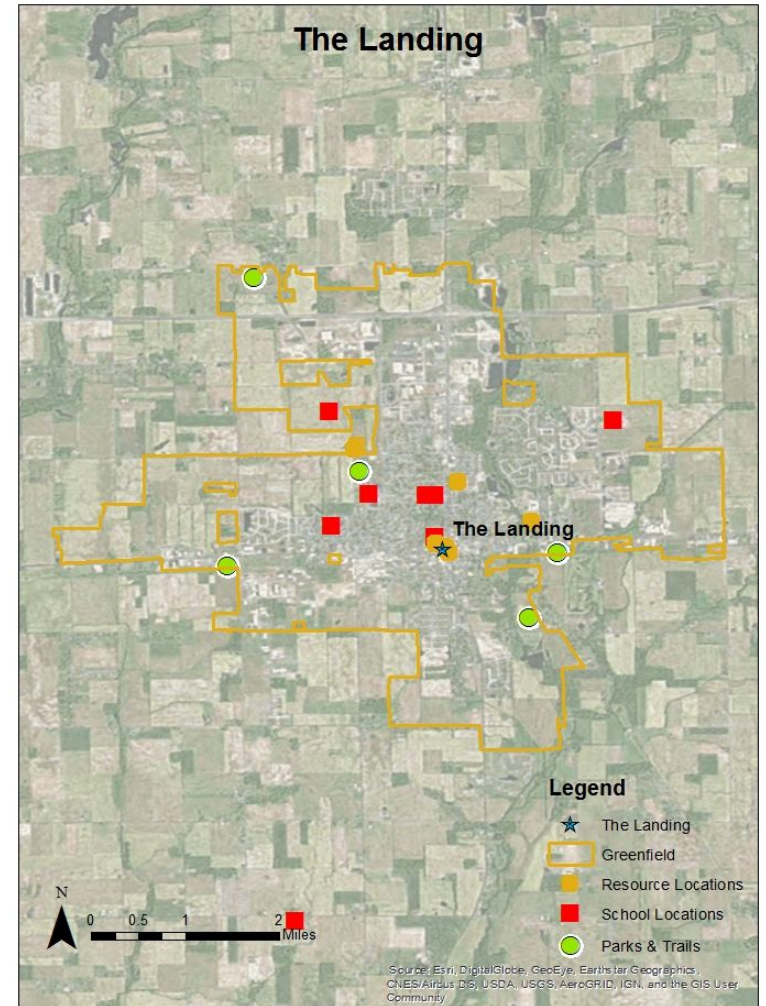 The Landing
The Landing
Legend
The Landing
Greenfield
Resource Locations
School Locations
Parks & Trails
N
0 0.5 1 2
Miles
Source: Esri, DigitalGlobe, GeoEye, Earthstar Geographics,
CNES/Airbus DS, USDA, USGS, AeroGRID, IGN, and the GIS User
Community